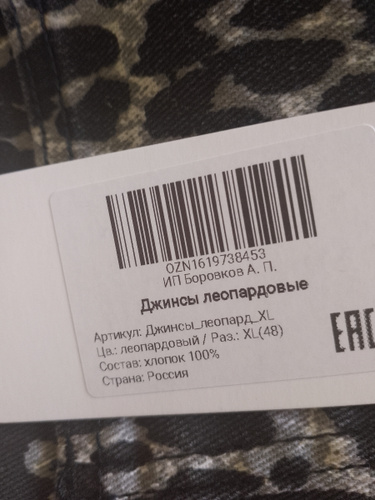 OZN1619738453
ИП Боровков А. П.
Джинсы леопардовые
Артикул: Джинсы_леопард_XL
Цв.: леопардовый / Раз.: XL(48)
Состав: хлопок 100%
Страна: Россия
EAC